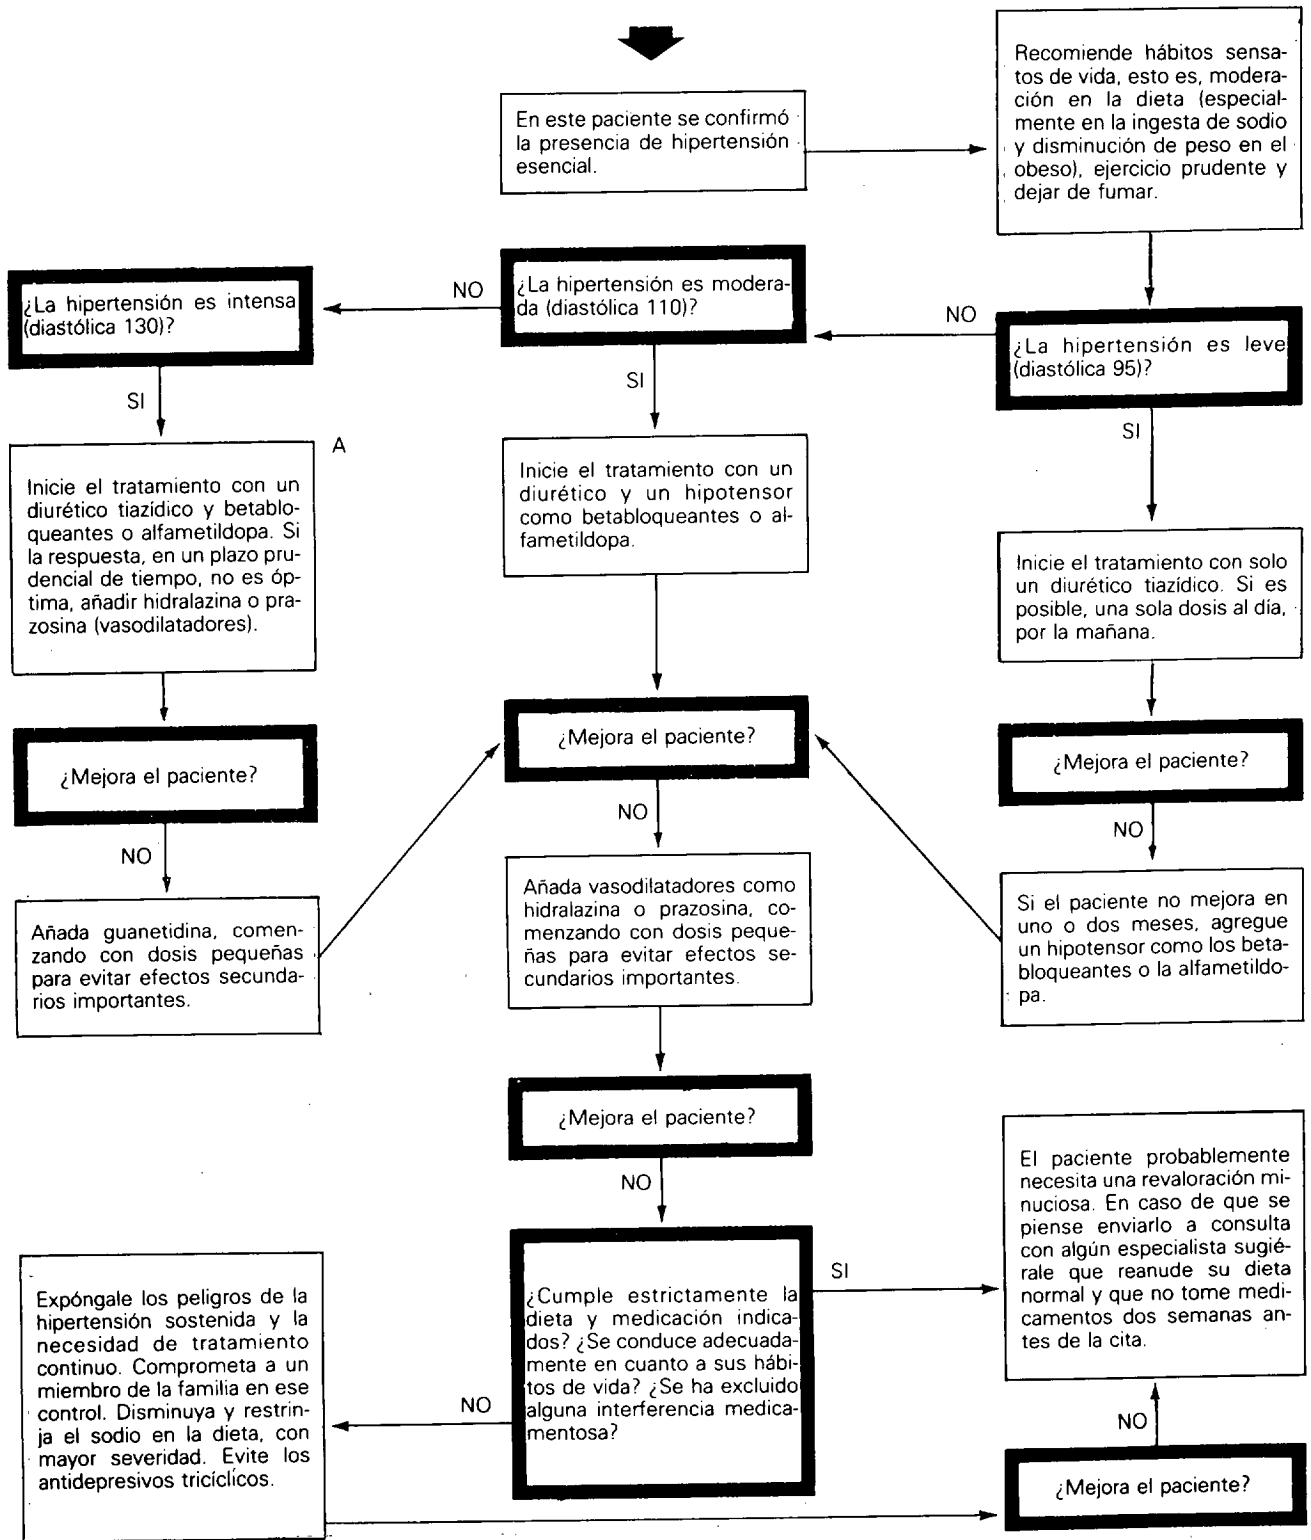 En este paciente se confirmó
la presencia de hipertensión
esencial.
Recomiende hábitos sensa-
tos de vida, esto es, modera-
ción en la dieta (especial-
mente en la ingesta de sodio
y disminución de peso en el
obeso), ejercicio prudente y
dejar de fumar.
¿La hipertensión es intensa
(diastólica 130)?
NO
¿La hipertensión es modera-
da (diastólica 110)?
NO
¿La hipertensión es leve
(diastólica 95)?
SI
SI
SI
A
Inicie el tratamiento con un
diurético tiazídico y betablo-
queantes o alfametildopa. Si
la respuesta, en un plazo pru-
dencial de tiempo, no es óp-
tima, añadir hidralazina o pra-
zosina (vasodilatadores).
Inicie el tratamiento con un
diurético y un hipotensor
como betabloqueantes o al-
fametildopa.
Inicie el tratamiento con solo
un diurético tiazídico. Si es
posible, una sola dosis al día,
por la mañana.
¿Mejora el paciente?
¿Mejora el paciente?
¿Mejora el paciente?
NO
NO
NO
Añada guanetidina, comen-
zando con dosis pequeñas
para evitar efectos secunda-
rios importantes.
Añada vasodilatadores como
hidralazina o prazosina, co-
menzando con dosis peque-
ñas para evitar efectos se-
cundarios importantes.
Si el paciente no mejora en
uno o dos meses, agregue
un hipotensor como los beta-
bloqueantes o la alfametildo-
pa.
¿Mejora el paciente?
NO
Expóngale los peligros de la
hipertensión sostenida y la
necesidad de tratamiento
continuo. Comprometa a un
miembro de la familia en ese
control. Disminuya y restrin-
ja el sodio en la dieta, con
mayor severidad. Evite los
antidepresivos tricíclicos.
NO
¿Cumple estrictamente la
dieta y medicación indica-
dos? ¿Se conduce adecuada-
mente en cuanto a sus hábi-
tos de vida? ¿Se ha excluido
alguna interferencia medica-
mentosa?
SI
El paciente probablemente
necesita una revaloración mi-
nuciosa. En caso de que se
piense enviarlo a consulta
con algún especialista sugié-
rale que reanude su dieta
normal y que no tome medi-
camentos dos semanas an-
tes de la cita.
NO
¿Mejora el paciente?